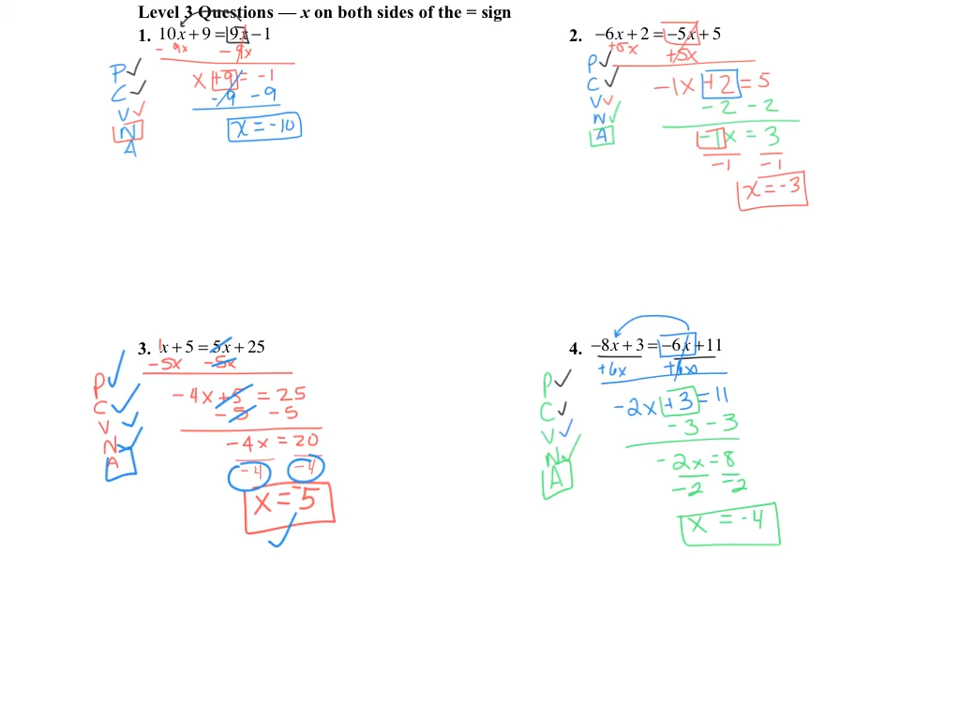 Level 3 Questions — x on both sides of the = sign
1. 10x + 9 = 9x − 1
- 9x - 9x
x + 9 = -1
-9 -9
x = -10
P
C
V
N
A
2. −6x + 2 = −5x + 5
+5x +5x
-1x + 2 = 5
-2 -2
-1x = 3
-1 -1
x = -3
P
C
V
N
A
3. 1x + 5 = 5x + 25
-5x -5x
-4x + 5 = 25
-5 -5
-4x = 20
-4 -4
x = -5
P
C
V
N
A
4. −8x + 3 = −6x + 11
+6x +6x
-2x + 3 = 11
-3 -3
-2x = 8
-2 -2
x = -4
P
C
V
N
A